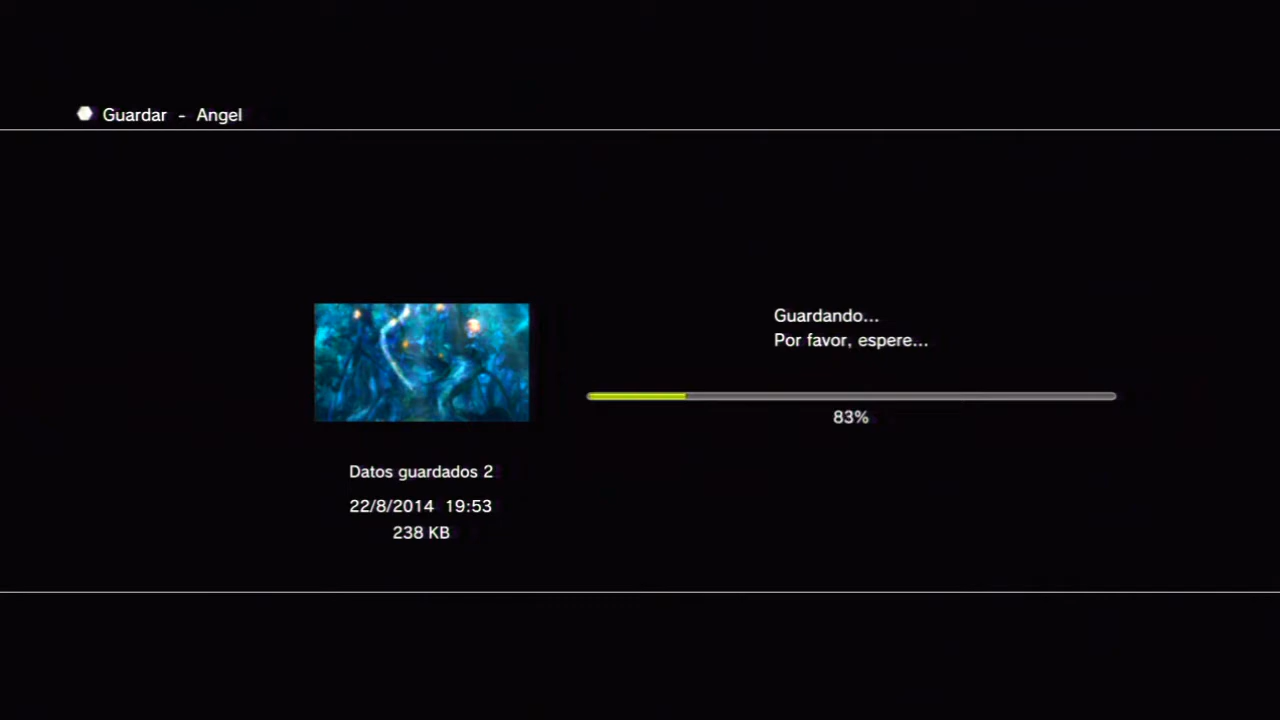 Guardar - Angel
Guardando...
Por favor, espere...
83%
Datos guardados 2
22/8/2014 19:53
238 KB